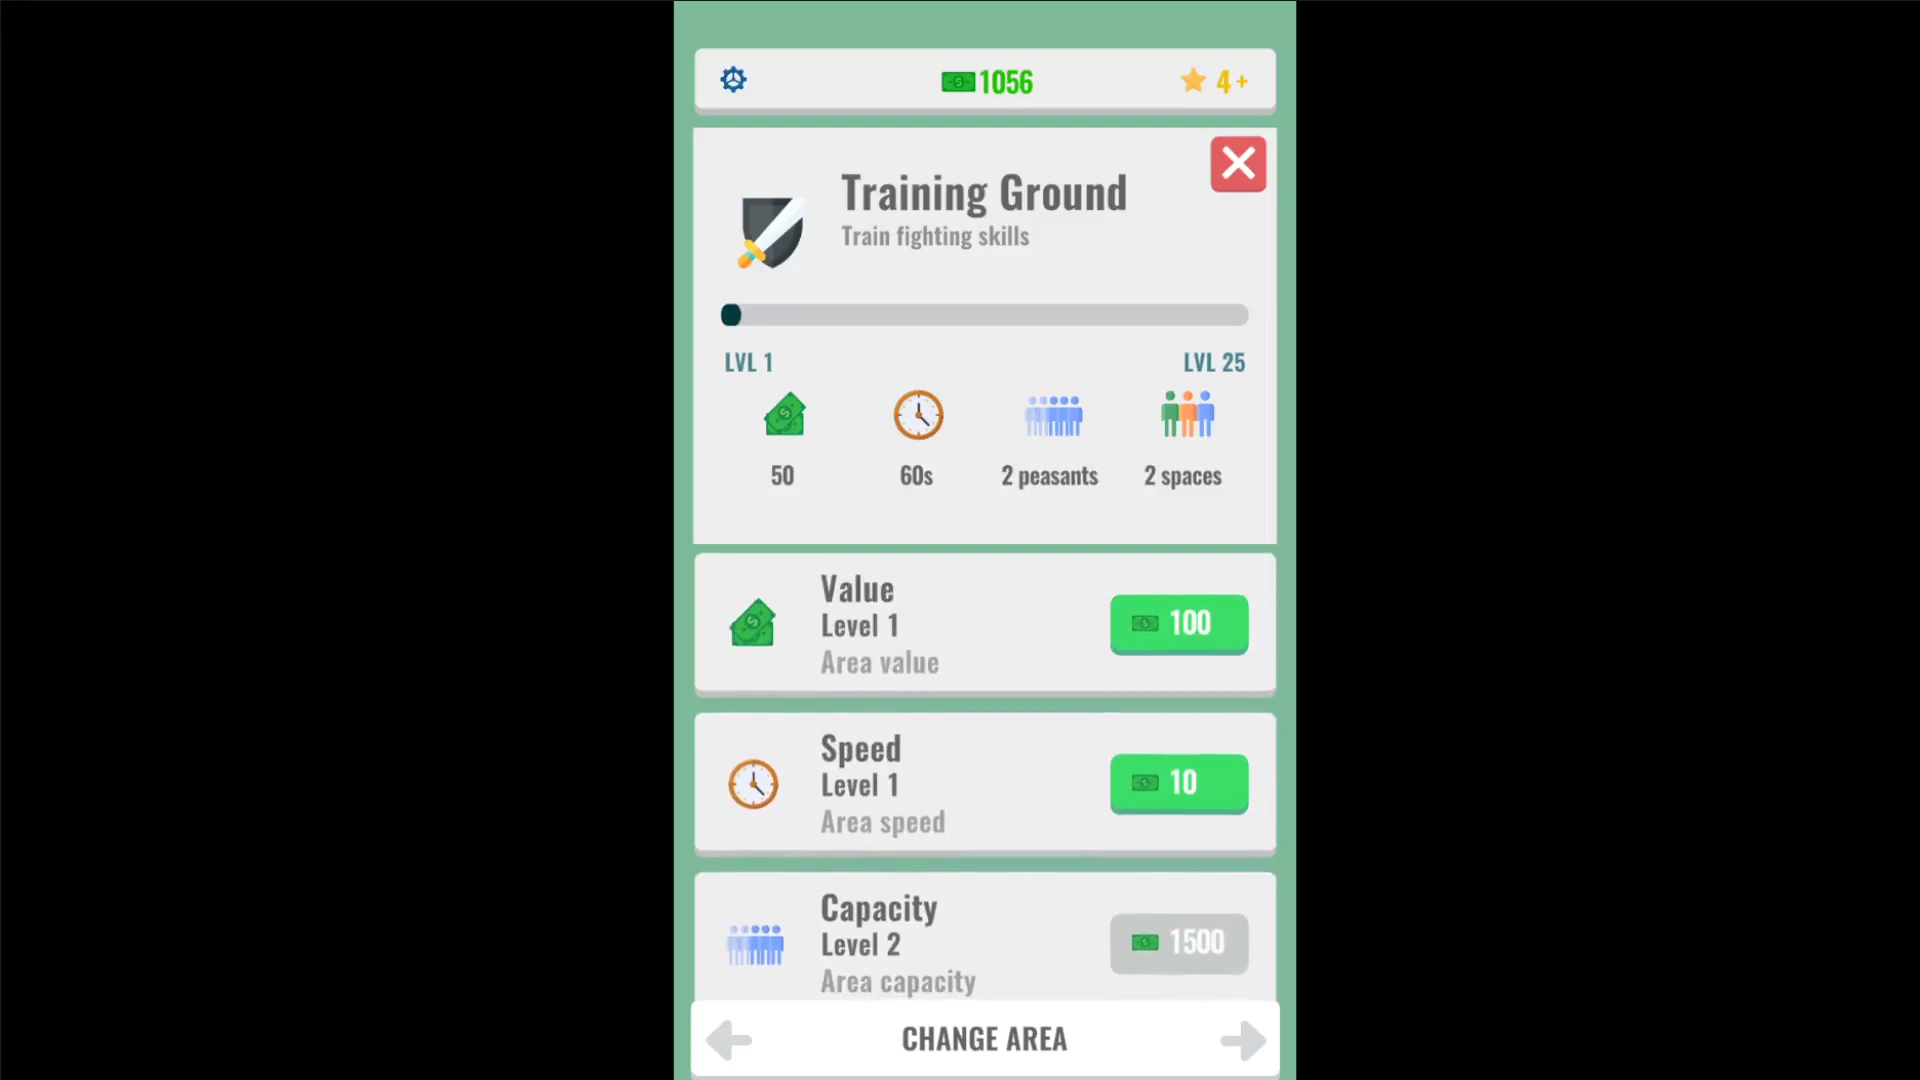 1056
4+
Training Ground
Train fighting skills
LVL 1
LVL 25
50
60s
2 peasants
2 spaces
Value
Level 1
Area value
100
Speed
Level 1
Area speed
10
Capacity
Level 2
Area capacity
1500
CHANGE AREA